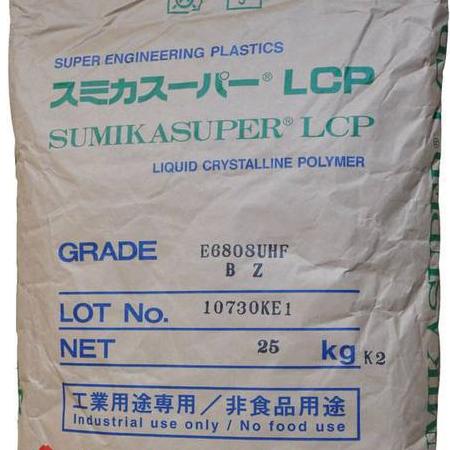 SUPER ENGINEERING PLASTICS
スミカスーパー® LCP
SUMIKASUPER® LCP
LIQUID CRYSTALLINE POLYMER
GRADE E6808UHF
B Z
LOT No. 10730KE1
NET 25 kg K2
工業用途専用/非食品用途
Industrial use only / No food use
SUMIKASUPER LCP